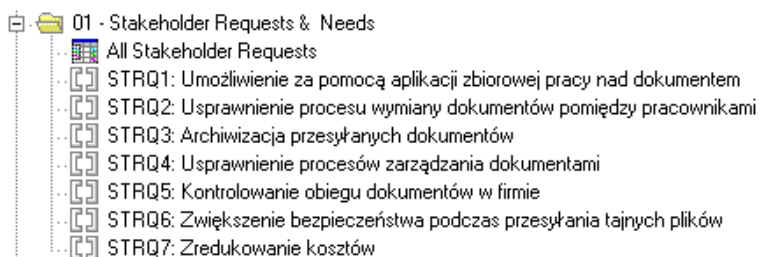 01 - Stakeholder Requests & Needs
All Stakeholder Requests
STRQ1: Umożliwienie za pomocą aplikacji zbiorowej pracy nad dokumentem
STRQ2: Usprawnienie procesu wymiany dokumentów pomiędzy pracownikami
STRQ3: Archiwizacja przesyłanych dokumentów
STRQ4: Usprawnienie procesów zarządzania dokumentami
STRQ5: Kontrolowanie obiegu dokumentów w firmie
STRQ6: Zwiększenie bezpieczeństwa podczas przesyłania tajnych plików
STRQ7: Zredukowanie kosztów